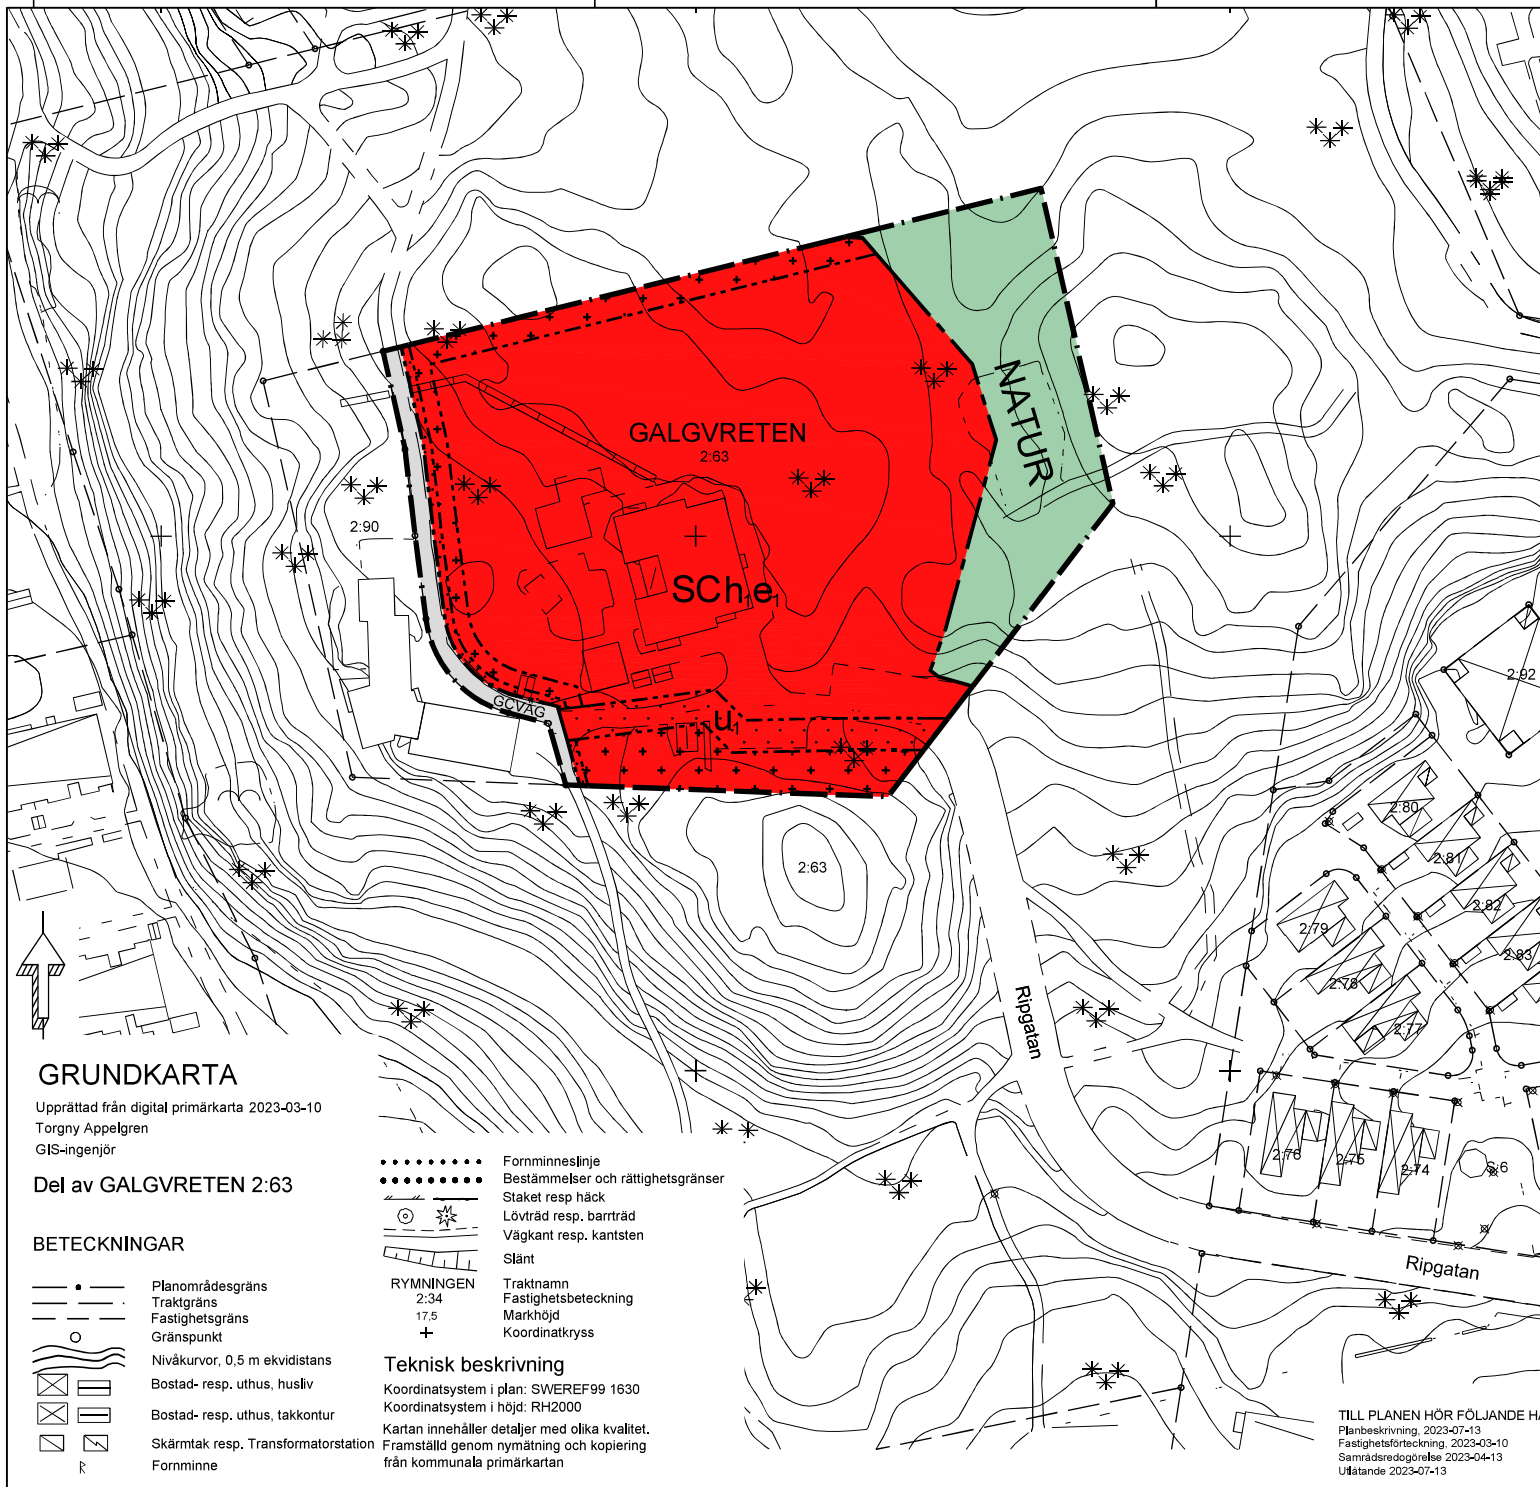 GALGVRETEN
2:63
NATUR
2:90
SCh e1
GCVÄG
u1
2:63
2:92
2:80
2:81
2:82
2:83
2:79
2:78
2:77
2:76
2:75
2:74
S:6
Ripgatan
Ripgatan
GRUNDKARTA
Upprättad från digital primärkarta 2023-03-10
Torgny Appelgren
GIS-ingenjör
Del av GALGVRETEN 2:63
BETECKNINGAR
Planområdesgräns
Traktgräns
Fastighetsgräns
Gränspunkt
Nivåkurvor, 0,5 m ekvidistans
Bostad- resp. uthus, husliv
Bostad- resp. uthus, takkontur
Skärmtak resp. Transformatorstation
Fornminne
Fornminneslinje
Bestämmelser och rättighetsgränser
Staket resp häck
Lövträd resp. barrträd
Vägkant resp. kantsten
Slänt
RYMNINGEN Traktnamn
2:34 Fastighetsbeteckning
17,5 Markhöjd
Koordinatkryss
Teknisk beskrivning
Koordinatsystem i plan: SWEREF99 1630
Koordinatsystem i höjd: RH2000
Kartan innehåller detaljer med olika kvalitet.
Framställd genom nymätning och kopiering
från kommunala primärkartan
TILL PLANEN HÖR FÖLJANDE
Planbeskrivning, 2023-07-13
Fastighetsförteckning, 2023-03-10
Samrådsredogörelse 2023-04-13
Utlåtande 2023-07-13